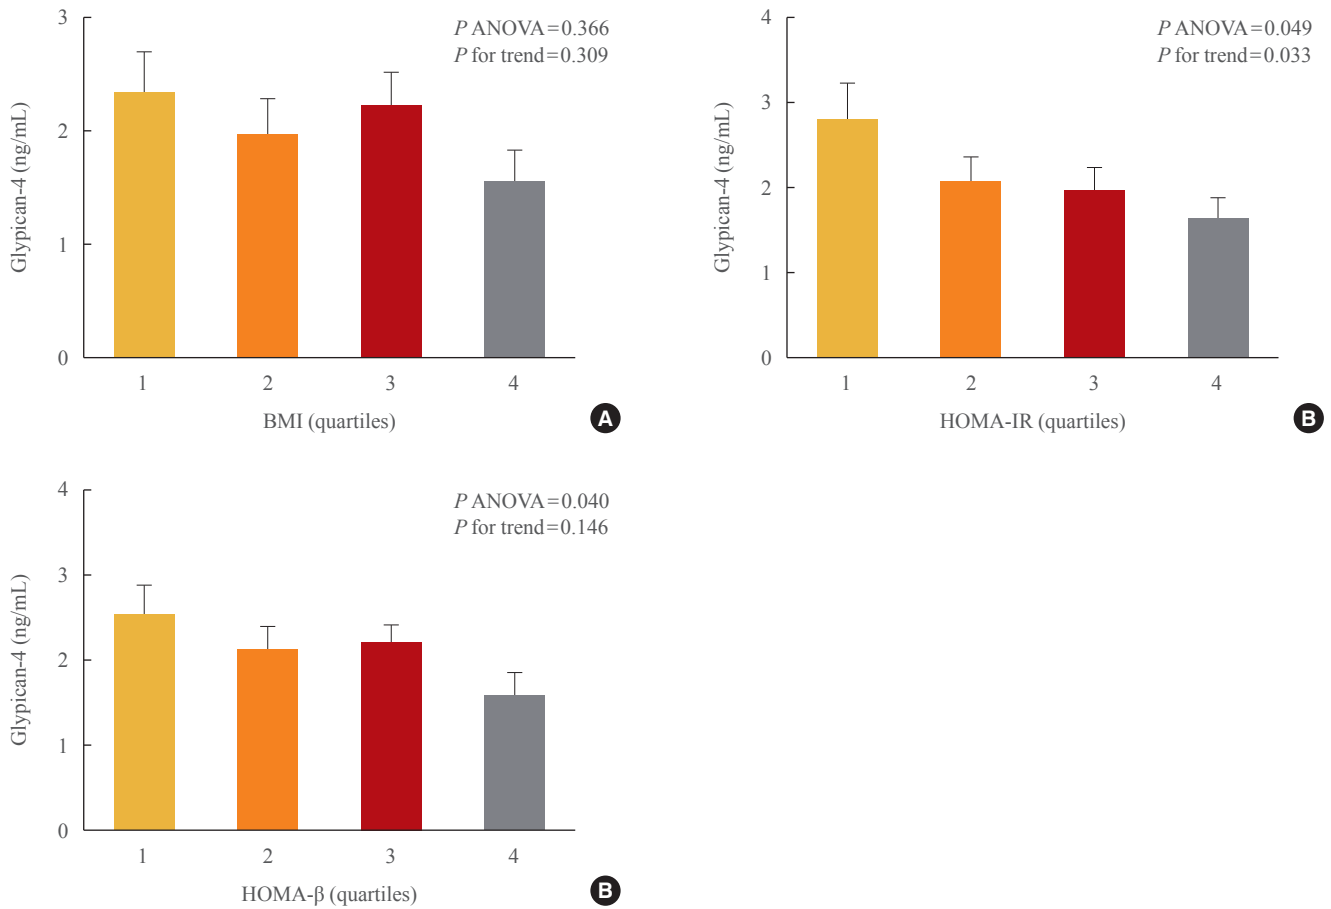 3
2
1
0
Glypican-4 (ng/mL)
P ANOVA=0.366
P for trend=0.309
1 2 3 4
BMI (quartiles)
A
4
3
2
1
0
Glypican-4 (ng/mL)
P ANOVA=0.049
P for trend=0.033
1 2 3 4
HOMA-IR (quartiles)
B
4
3
2
1
0
Glypican-4 (ng/mL)
P ANOVA=0.040
P for trend=0.146
1 2 3 4
HOMA-β (quartiles)
B